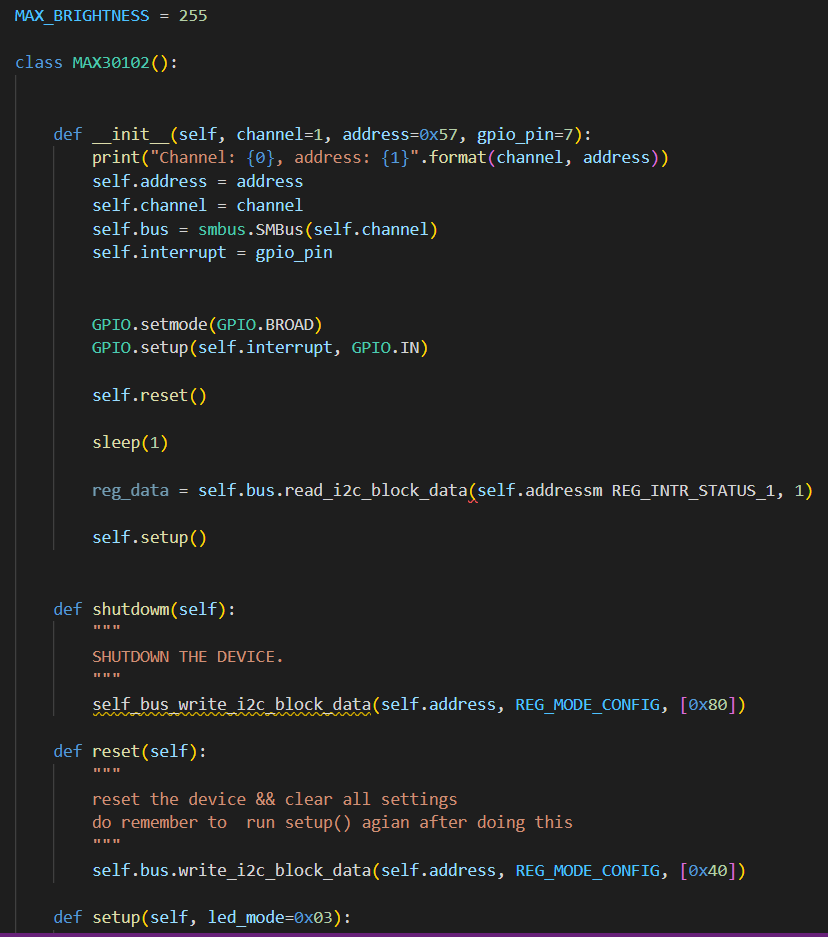 MAX_BRIGHTNESS = 255
class MAX30102():
def __init__(self, channel=1, address=0x57, gpio_pin=7):
print("Channel: {0}, address: {1}".format(channel, address))
self.address = address
self.channel = channel
self.bus = smbus.SMBus(self.channel)
self.interrupt = gpio_pin
GPIO.setmode(GPIO.BROAD)
GPIO.setup(self.interrupt, GPIO.IN)
self.reset()
sleep(1)
reg_data = self.bus.read_i2c_block_data(self.addressm REG_INTR_STATUS_1, 1)
self.setup()
def shutdowm(self):
"""
SHUTDOWN THE DEVICE.
"""
self_bus_write_i2c_block_data(self.address, REG_MODE_CONFIG, [0x80])
def reset(self):
"""
reset the device && clear all settings
do remember to  run setup() agian after doing this
"""
self.bus.write_i2c_block_data(self.address, REG_MODE_CONFIG, [0x40])
def setup(self, led_mode=0x03):